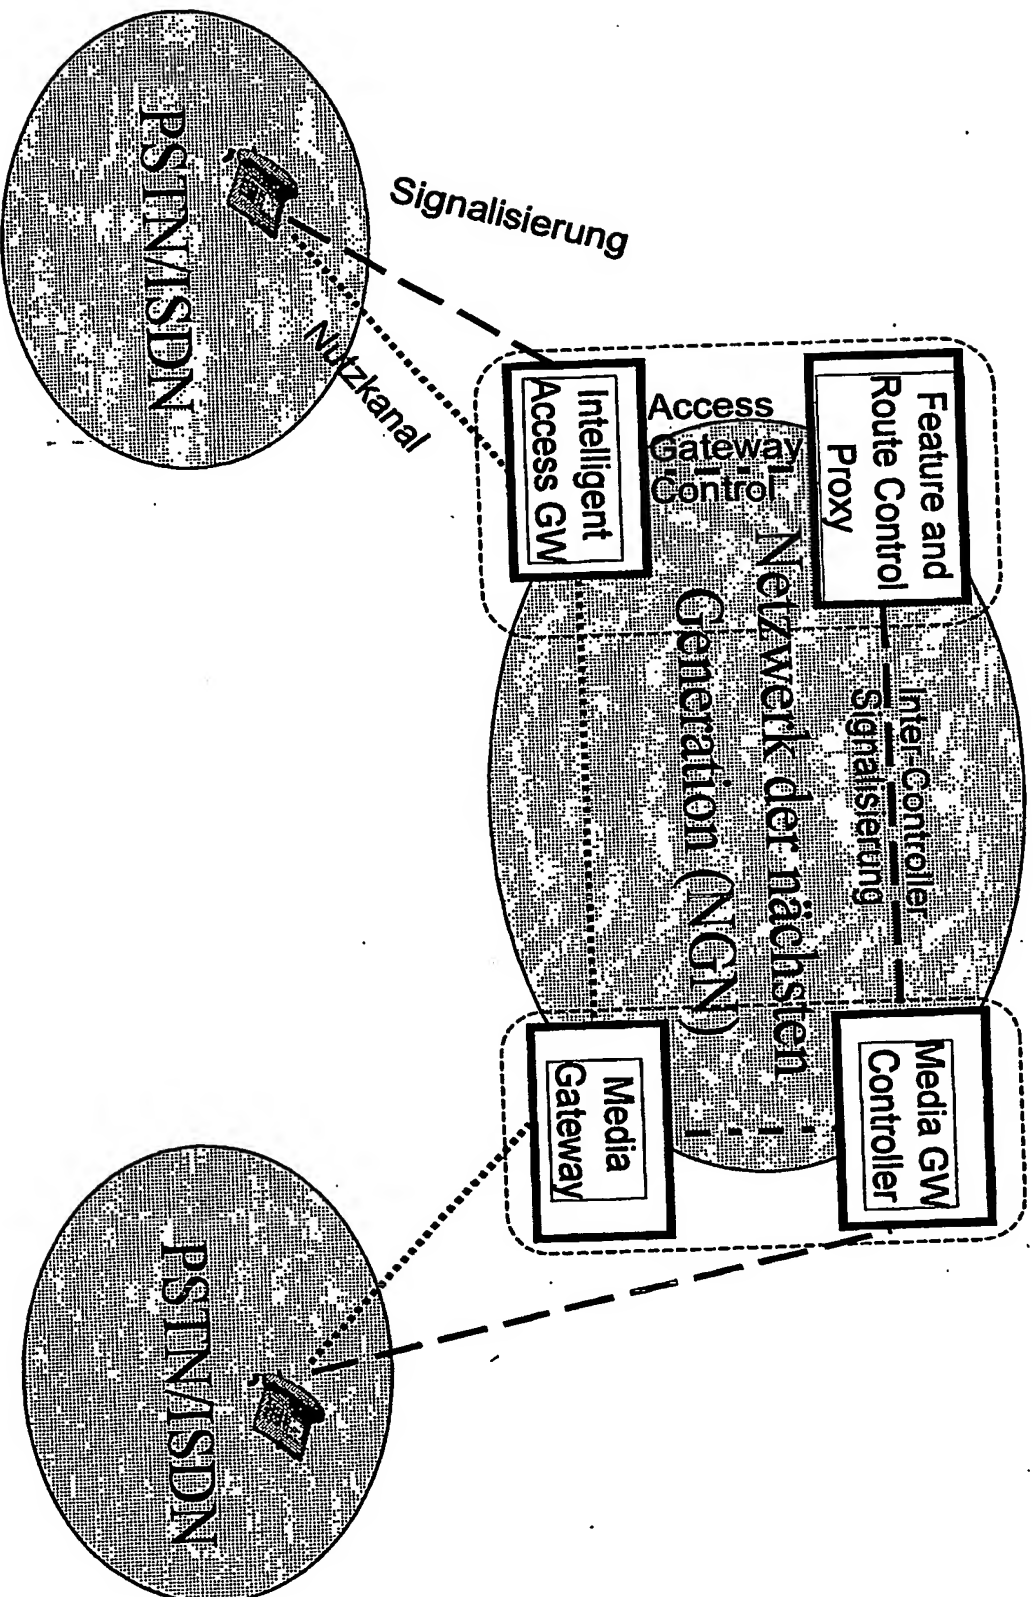 Feature and
Route Control
Proxy
Inter-Controller
Signalisierung
Media GW
Controller
Access
Gateway
Control
Netzwerk der nächsten
Generation (NGN)
Intelligent
Access GW
Media
Gateway
Signalisierung
Nutzkanal
PSTN/ISDN
PSTN/ISDN